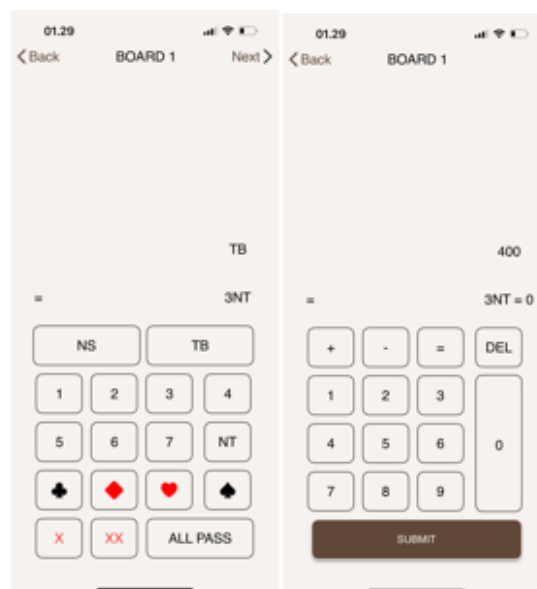 01.29
Back BOARD 1 Next
TB
= 3NT
NS TB
1 2 3 4
5 6 7 NT
X XX ALL PASS
01.29
Back BOARD 1
400
= 3NT = 0
+ - = DEL
1 2 3
4 5 6 0
7 8 9
SUBMIT